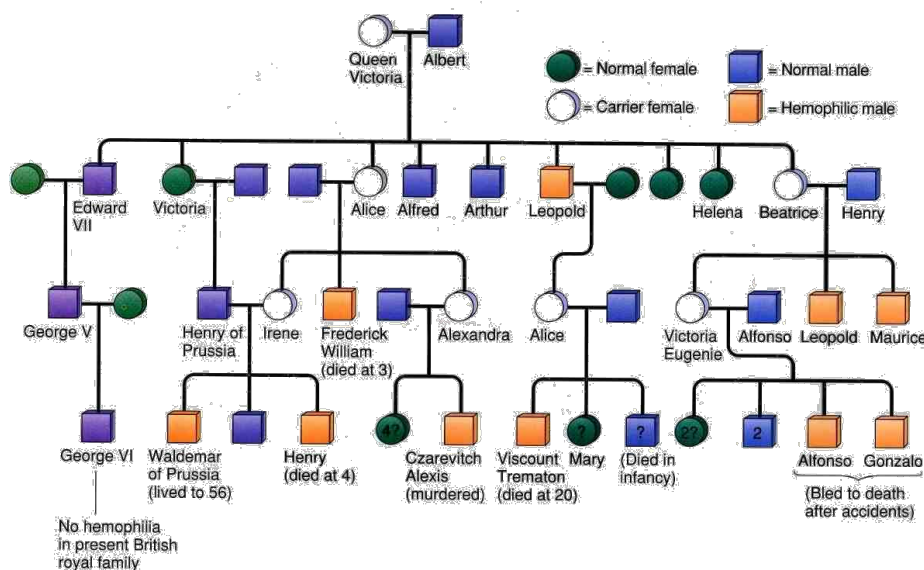 Queen
Victoria
Albert
= Normal female
= Normal male
= Carrier female
= Hemophilic male
Edward
VII
Victoria
Alice
Alfred
Arthur
Leopold
Helena
Beatrice
Henry
George V
Henry of
Prussia
Irene
Frederick
William
(died at 3)
Alexandra
Alice
Victoria
Eugenie
Alfonso
Leopold
Maurice
George VI
Waldemar
of Prussia
(lived to 56)
Henry
(died at 4)
4?
Czarevitch
Alexis
(murdered)
Viscount
Trematon
(died at 20)
?
Mary
?
(Died in
infancy)
2?
2
Alfonso
Gonzalo
(Bled to death
after accidents)
No hemophilia
in present British
royal family